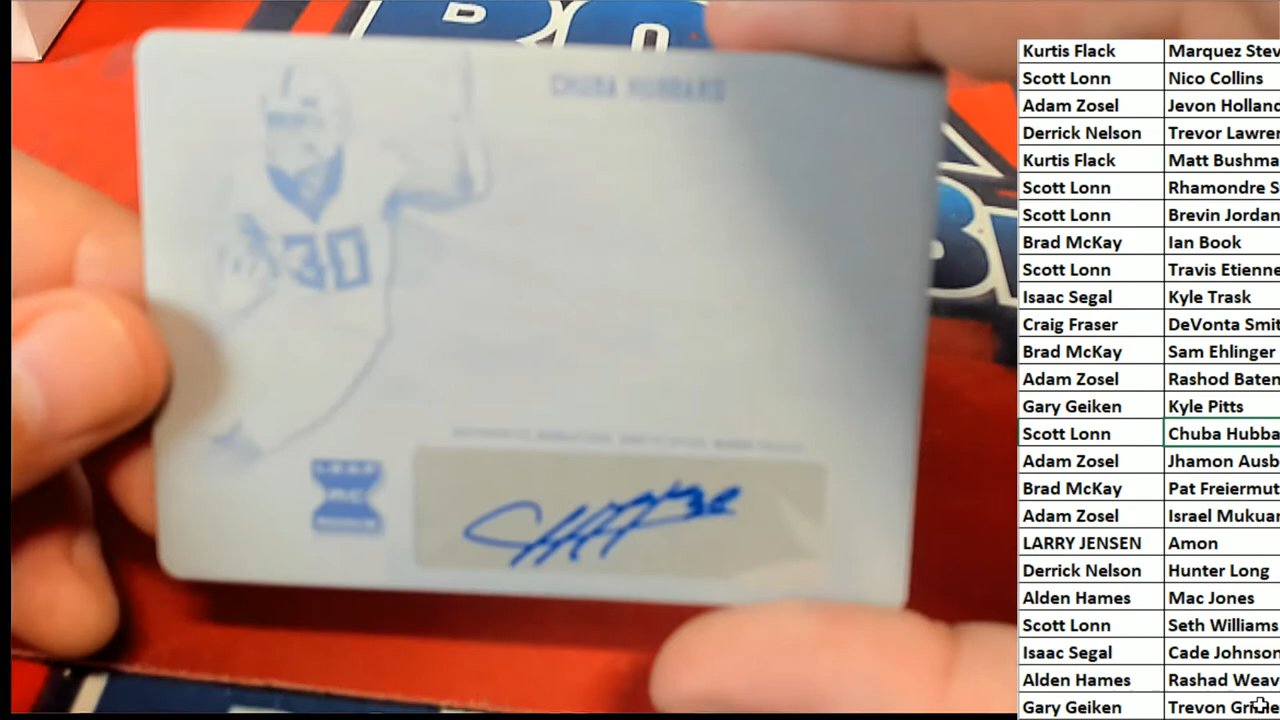 B
O
CHUBA HUBBARD
30
LEAF
RC
Kurtis Flack Marquez Stev
Scott Lonn Nico Collins
Adam Zosel Jevon Holland
Derrick Nelson Trevor Lawre
Kurtis Flack Matt Bushma
Scott Lonn Rhamondre S
Scott Lonn Brevin Jordan
Brad McKay Ian Book
Scott Lonn Travis Etienne
Isaac Segal Kyle Trask
Craig Fraser DeVonta Smit
Brad McKay Sam Ehlinger
Adam Zosel Rashod Baten
Gary Geiken Kyle Pitts
Scott Lonn Chuba Hubba
Adam Zosel Jhamon Ausb
Brad McKay Pat Freiermut
Adam Zosel Israel Mukuar
LARRY JENSEN Amon
Derrick Nelson Hunter Long
Alden Hames Mac Jones
Scott Lonn Seth Williams
Isaac Segal Cade Johnson
Alden Hames Rashad Weav
Gary Geiken Trevon